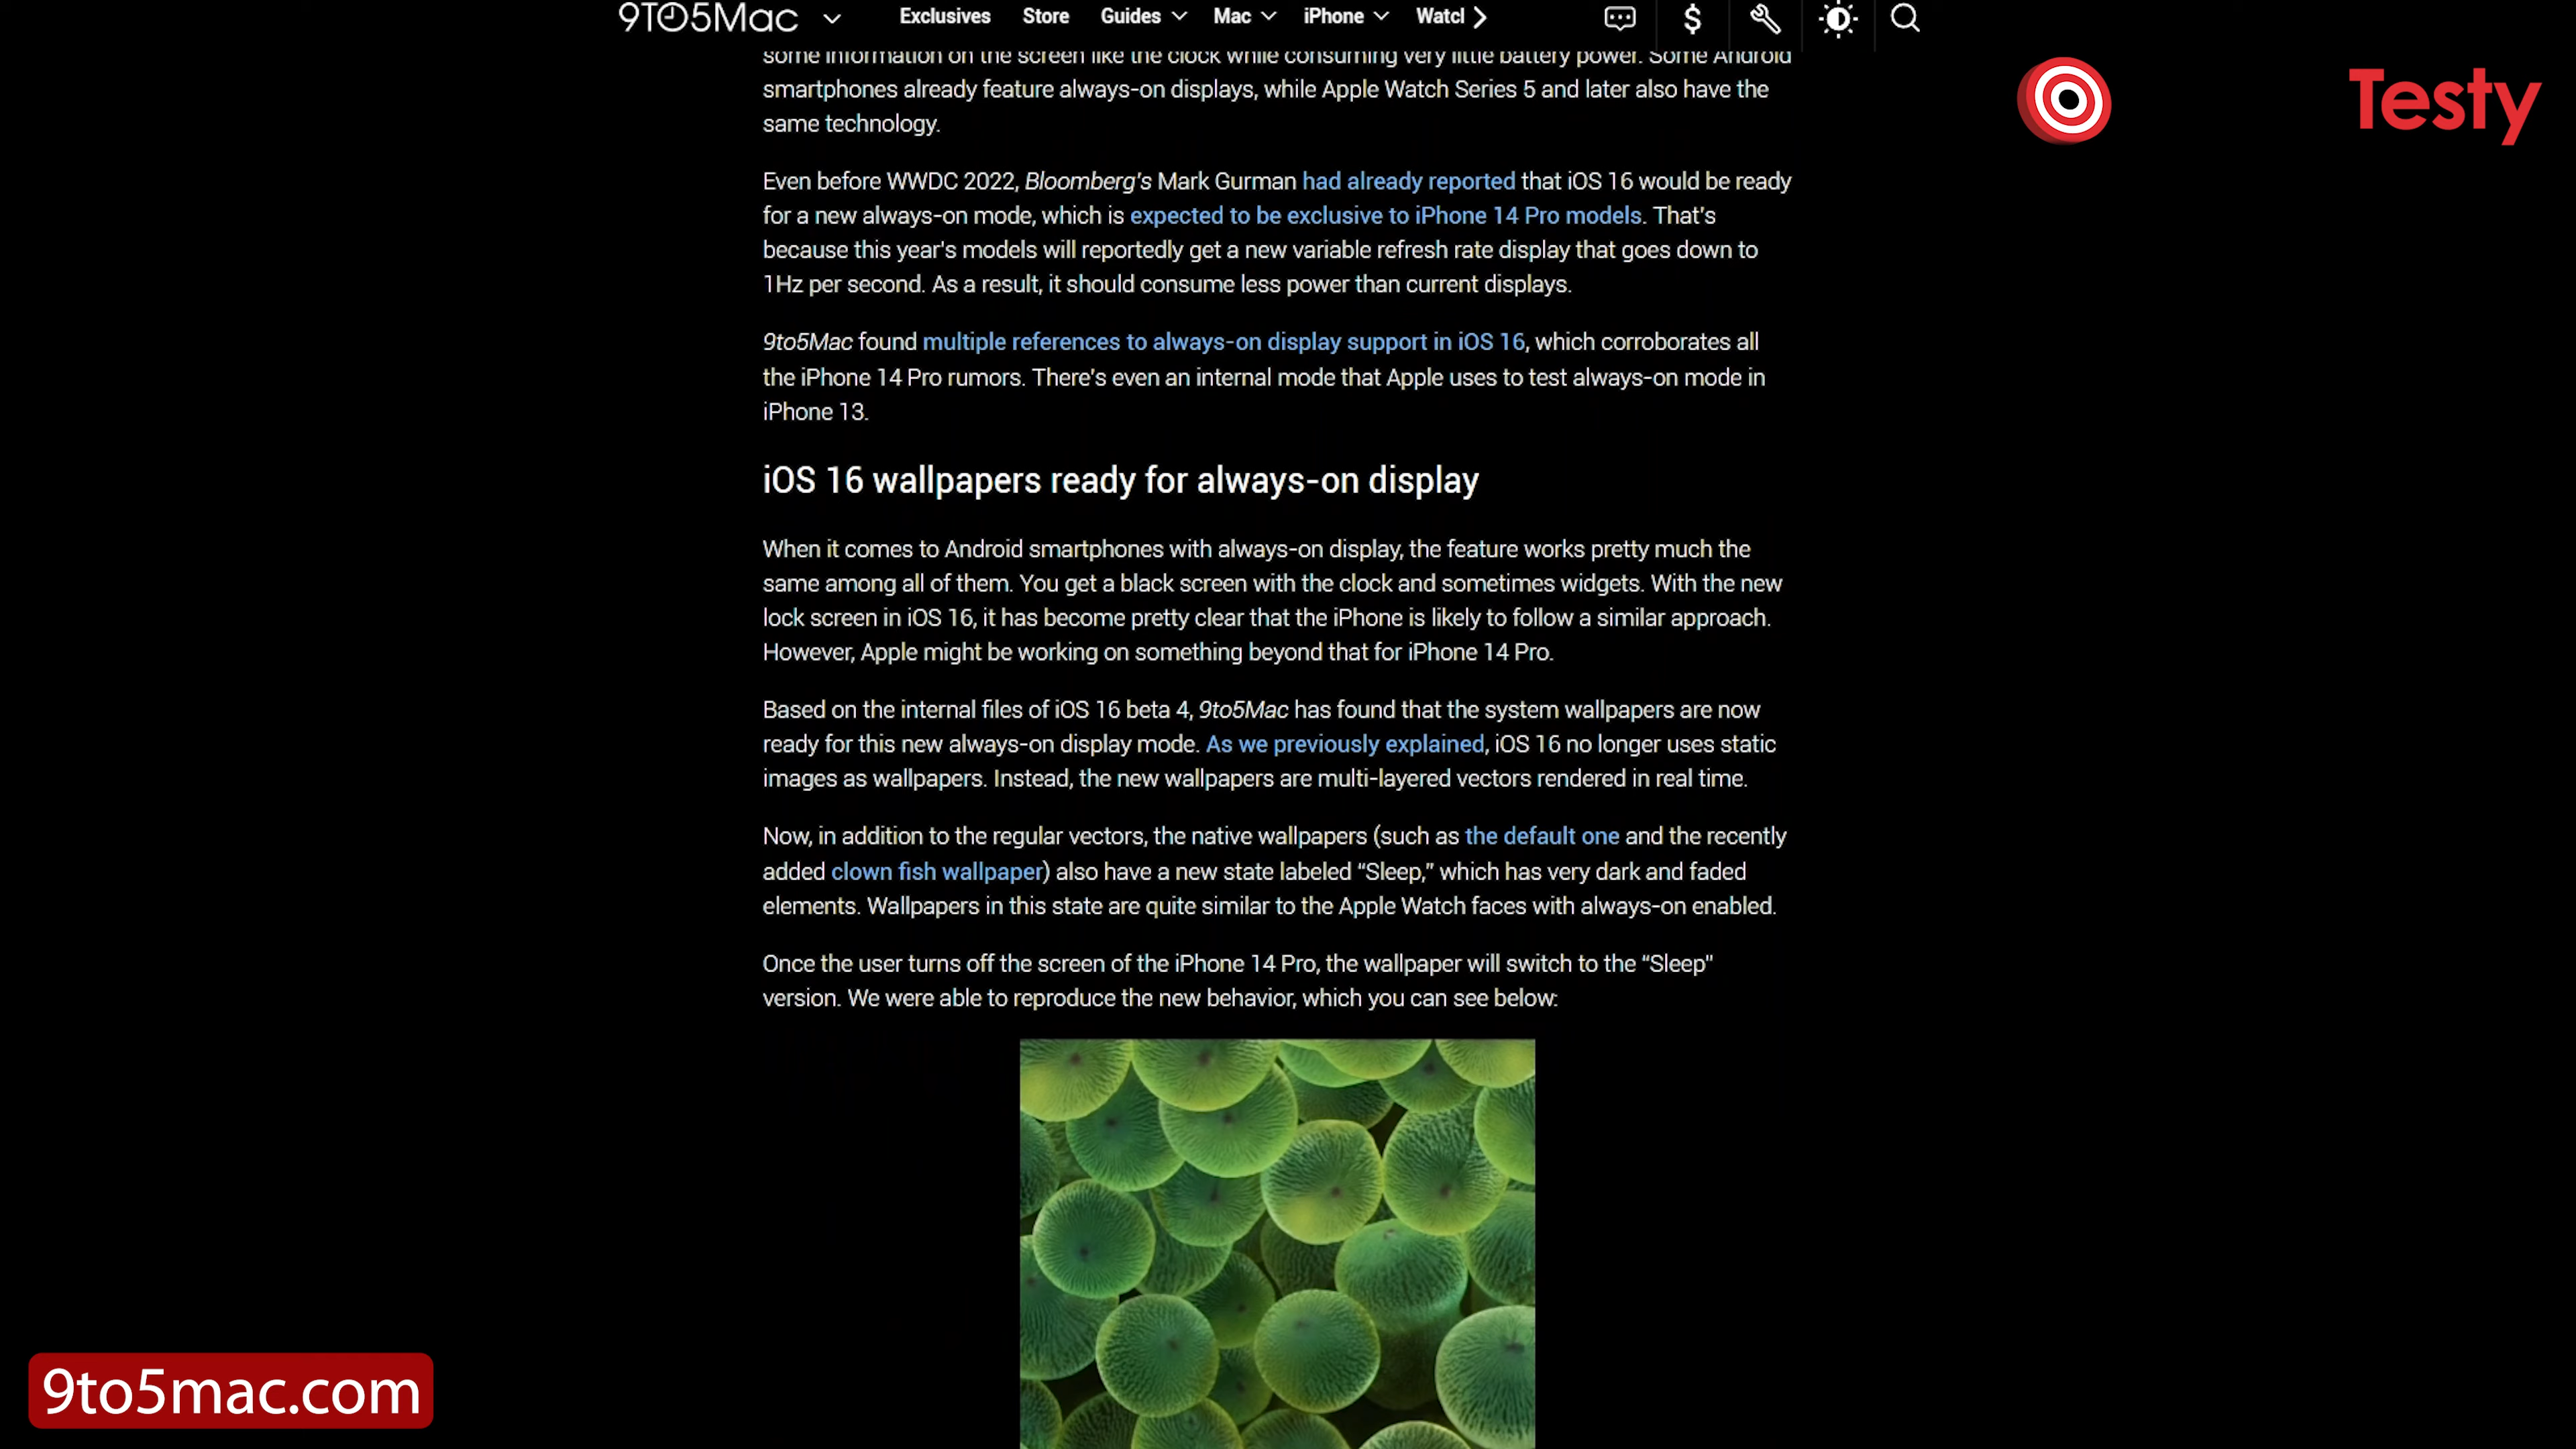 9TO5Mac Exclusives Store Guides Mac iPhone Watcl
Testy
some information on the screen like the clock while consuming very little battery power. Some Android
smartphones already feature always-on displays, while Apple Watch Series 5 and later also have the
same technology.
Even before WWDC 2022, Bloomberg's Mark Gurman had already reported that iOS 16 would be ready
for a new always-on mode, which is expected to be exclusive to iPhone 14 Pro models. That's
because this year's models will reportedly get a new variable refresh rate display that goes down to
1Hz per second. As a result, it should consume less power than current displays.
9to5Mac found multiple references to always-on display support in iOS 16, which corroborates all
the iPhone 14 Pro rumors. There's even an internal mode that Apple uses to test always-on mode in
iPhone 13.
iOS 16 wallpapers ready for always-on display
When it comes to Android smartphones with always-on display, the feature works pretty much the
same among all of them. You get a black screen with the clock and sometimes widgets. With the new
lock screen in iOS 16, it has become pretty clear that the iPhone is likely to follow a similar approach.
However, Apple might be working on something beyond that for iPhone 14 Pro.
Based on the internal files of iOS 16 beta 4, 9to5Mac has found that the system wallpapers are now
ready for this new always-on display mode. As we previously explained, iOS 16 no longer uses static
images as wallpapers. Instead, the new wallpapers are multi-layered vectors rendered in real time.
Now, in addition to the regular vectors, the native wallpapers (such as the default one and the recently
added clown fish wallpaper) also have a new state labeled “Sleep,” which has very dark and faded
elements. Wallpapers in this state are quite similar to the Apple Watch faces with always-on enabled.
Once the user turns off the screen of the iPhone 14 Pro, the wallpaper will switch to the “Sleep”
version. We were able to reproduce the new behavior, which you can see below:
9to5mac.com